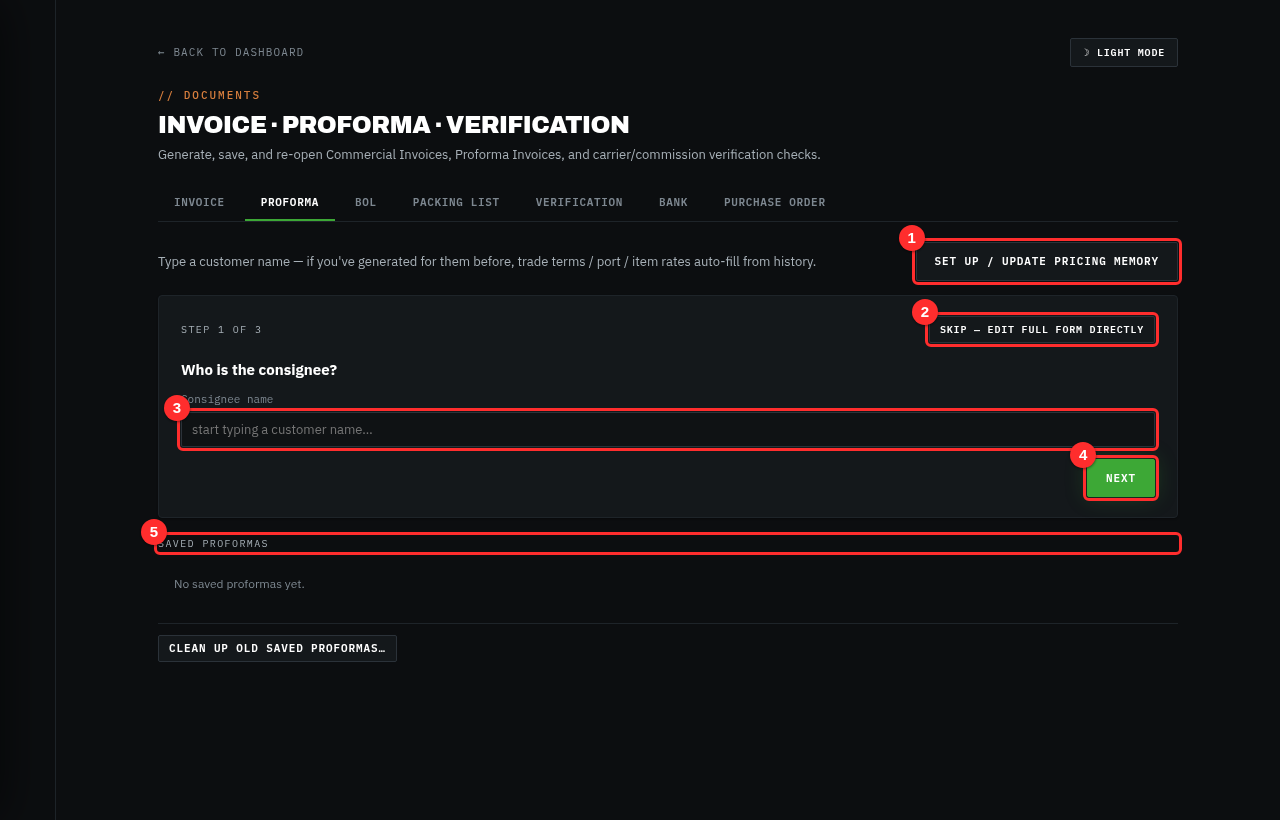 ← BACK TO DASHBOARD
☽ LIGHT MODE
// DOCUMENTS
INVOICE · PROFORMA · VERIFICATION
Generate, save, and re-open Commercial Invoices, Proforma Invoices, and carrier/commission verification checks.
INVOICE PROFORMA BOL PACKING LIST VERIFICATION BANK PURCHASE ORDER
1
Type a customer name — if you've generated for them before, trade terms / port / item rates auto-fill from history.
SET UP / UPDATE PRICING MEMORY
2
STEP 1 OF 3
SKIP — EDIT FULL FORM DIRECTLY
Who is the consignee?
Consignee name
3
start typing a customer name…
4
NEXT
5
SAVED PROFORMAS
No saved proformas yet.
CLEAN UP OLD SAVED PROFORMAS…